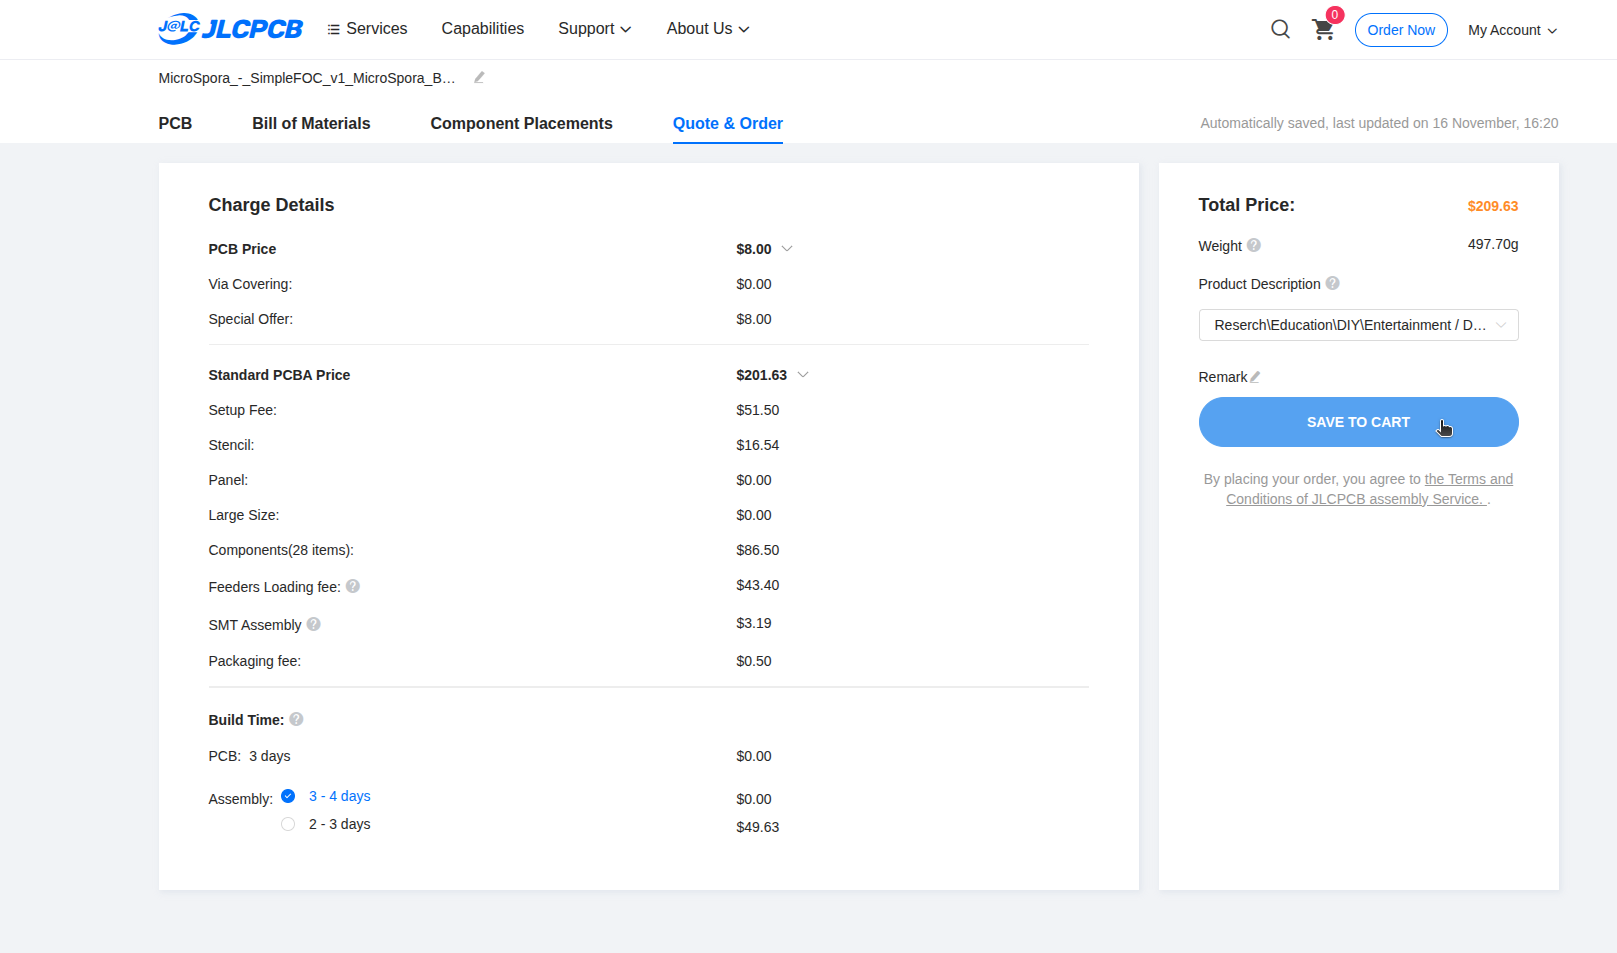 J@LC JLCPCB Services Capabilities Support About Us 0 Order Now My Account
MicroSpora_-_SimpleFOC_v1_MicroSpora_B...
PCB Bill of Materials Component Placements Quote & Order Automatically saved, last updated on 16 November, 16:20
Charge Details
PCB Price $8.00
Via Covering: $0.00
Special Offer: $8.00
Standard PCBA Price $201.63
Setup Fee: $51.50
Stencil: $16.54
Panel: $0.00
Large Size: $0.00
Components(28 items): $86.50
Feeders Loading fee: ? $43.40
SMT Assembly ? $3.19
Packaging fee: $0.50
Build Time: ?
PCB: 3 days $0.00
Assembly: 3 - 4 days $0.00
2 - 3 days $49.63
Total Price: $209.63
Weight ? 497.70g
Product Description ?
Reserch\Education\DIY\Entertainment / D...
Remark
SAVE TO CART
By placing your order, you agree to the Terms and
Conditions of JLCPCB assembly Service. .